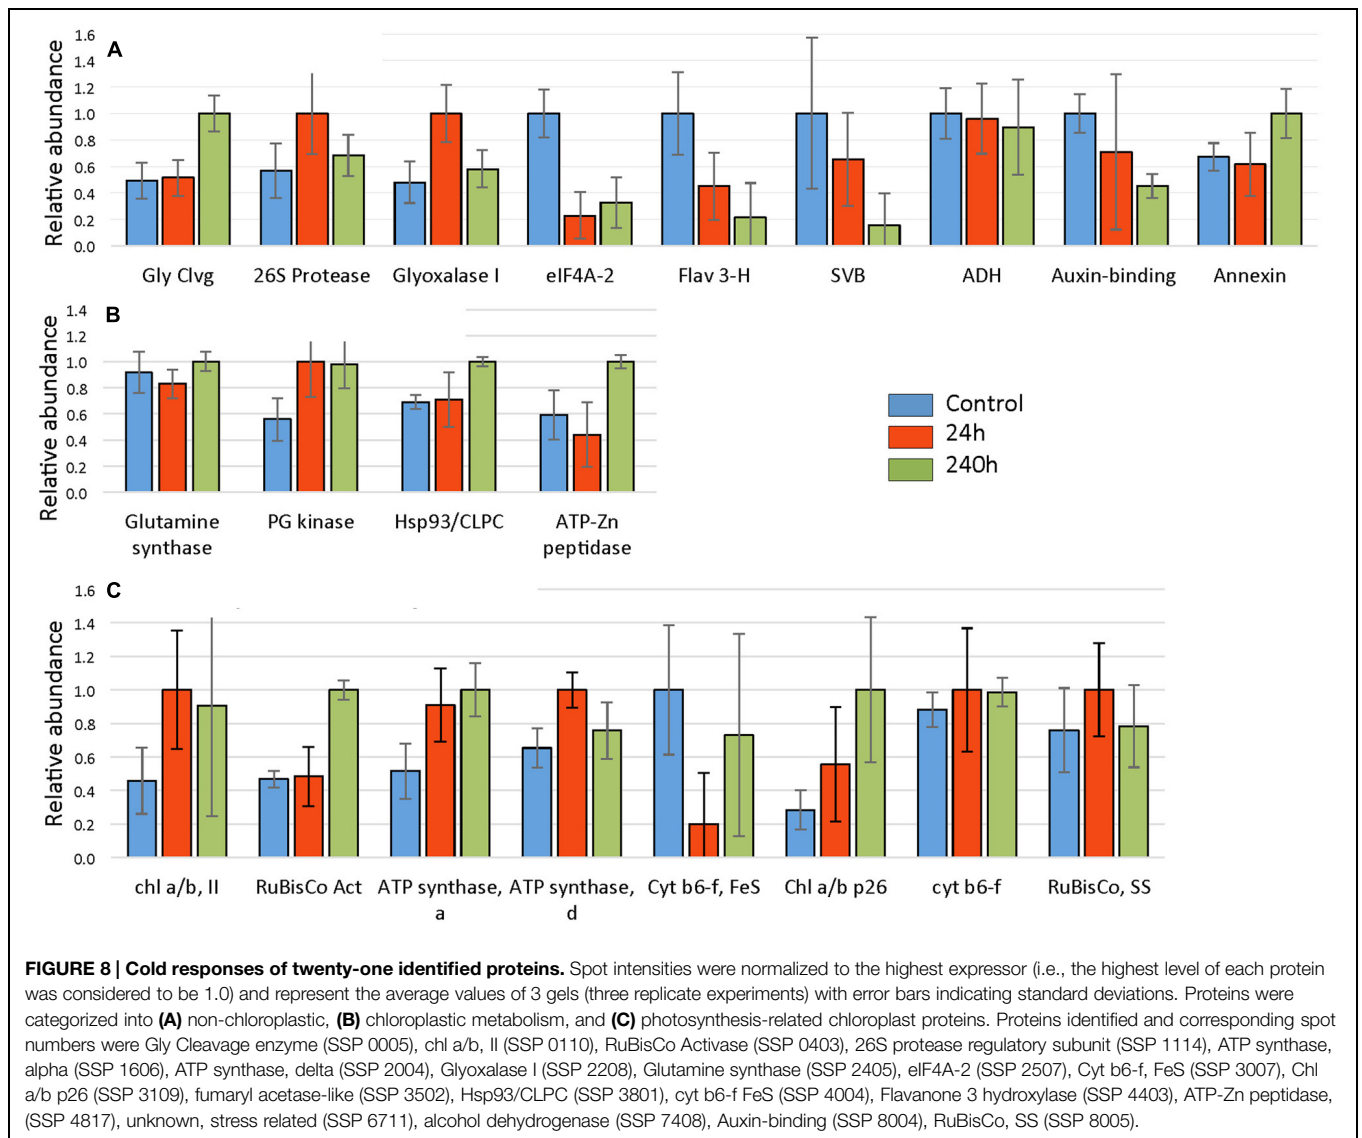 A
Relative abundance
1.6
1.4
1.2
1.0
0.8
0.6
0.4
0.2
0.0
Gly Clvg 26S Protease Glyoxalase I eIF4A-2 Flav 3-H SVB ADH Auxin-binding Annexin
B
Relative abundance
1.4
1.2
1.0
0.8
0.6
0.4
0.2
0.0
Glutamine PG kinase Hsp93/CLPC ATP-Zn
synthase peptidase
Control
24h
240h
C
Relative abundance
1.6
1.4
1.2
1.0
0.8
0.6
0.4
0.2
0.0
chl a/b, II RuBisCo Act ATP synthase, ATP synthase, Cyt b6-f, FeS Chl a/b p26 cyt b6-f RuBisCo, SS
a d
FIGURE 8 | Cold responses of twenty-one identified proteins. Spot intensities were normalized to the highest expressor (i.e., the highest level of each protein
was considered to be 1.0) and represent the average values of 3 gels (three replicate experiments) with error bars indicating standard deviations. Proteins were
categorized into (A) non-chloroplastic, (B) chloroplastic metabolism, and (C) photosynthesis-related chloroplast proteins. Proteins identified and corresponding spot
numbers were Gly Cleavage enzyme (SSP 0005), chl a/b, II (SSP 0110), RuBisCo Activase (SSP 0403), 26S protease regulatory subunit (SSP 1114), ATP synthase,
alpha (SSP 1606), ATP synthase, delta (SSP 2004), Glyoxalase I (SSP 2208), Glutamine synthase (SSP 2405), eIF4A-2 (SSP 2507), Cyt b6-f, FeS (SSP 3007), Chl
a/b p26 (SSP 3109), fumaryl acetase-like (SSP 3502), Hsp93/CLPC (SSP 3801), cyt b6-f FeS (SSP 4004), Flavanone 3 hydroxylase (SSP 4403), ATP-Zn peptidase,
(SSP 4817), unknown, stress related (SSP 6711), alcohol dehydrogenase (SSP 7408), Auxin-binding (SSP 8004), RuBisCo, SS (SSP 8005).